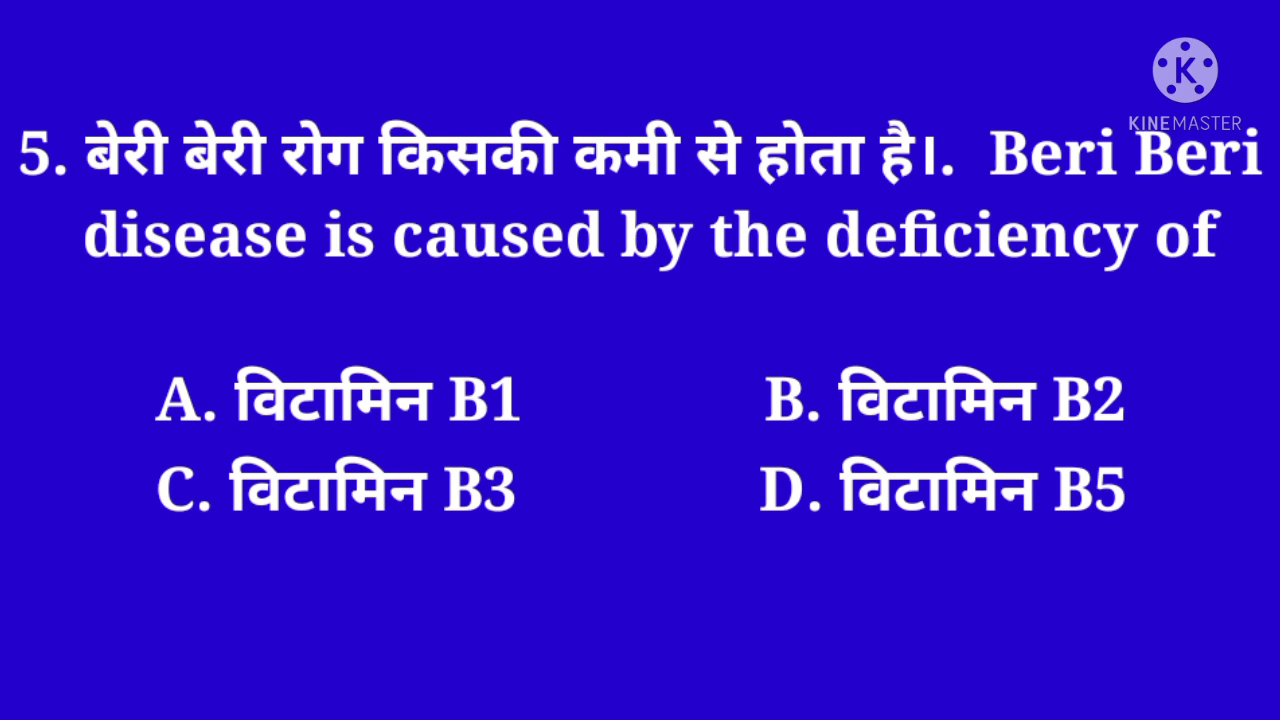 K
KINEMASTER
5. बेरी बेरी रोग किसकी कमी से होता है।. Beri Beri
disease is caused by the deficiency of
A. विटामिन B1 B. विटामिन B2
C. विटामिन B3 D. विटामिन B5